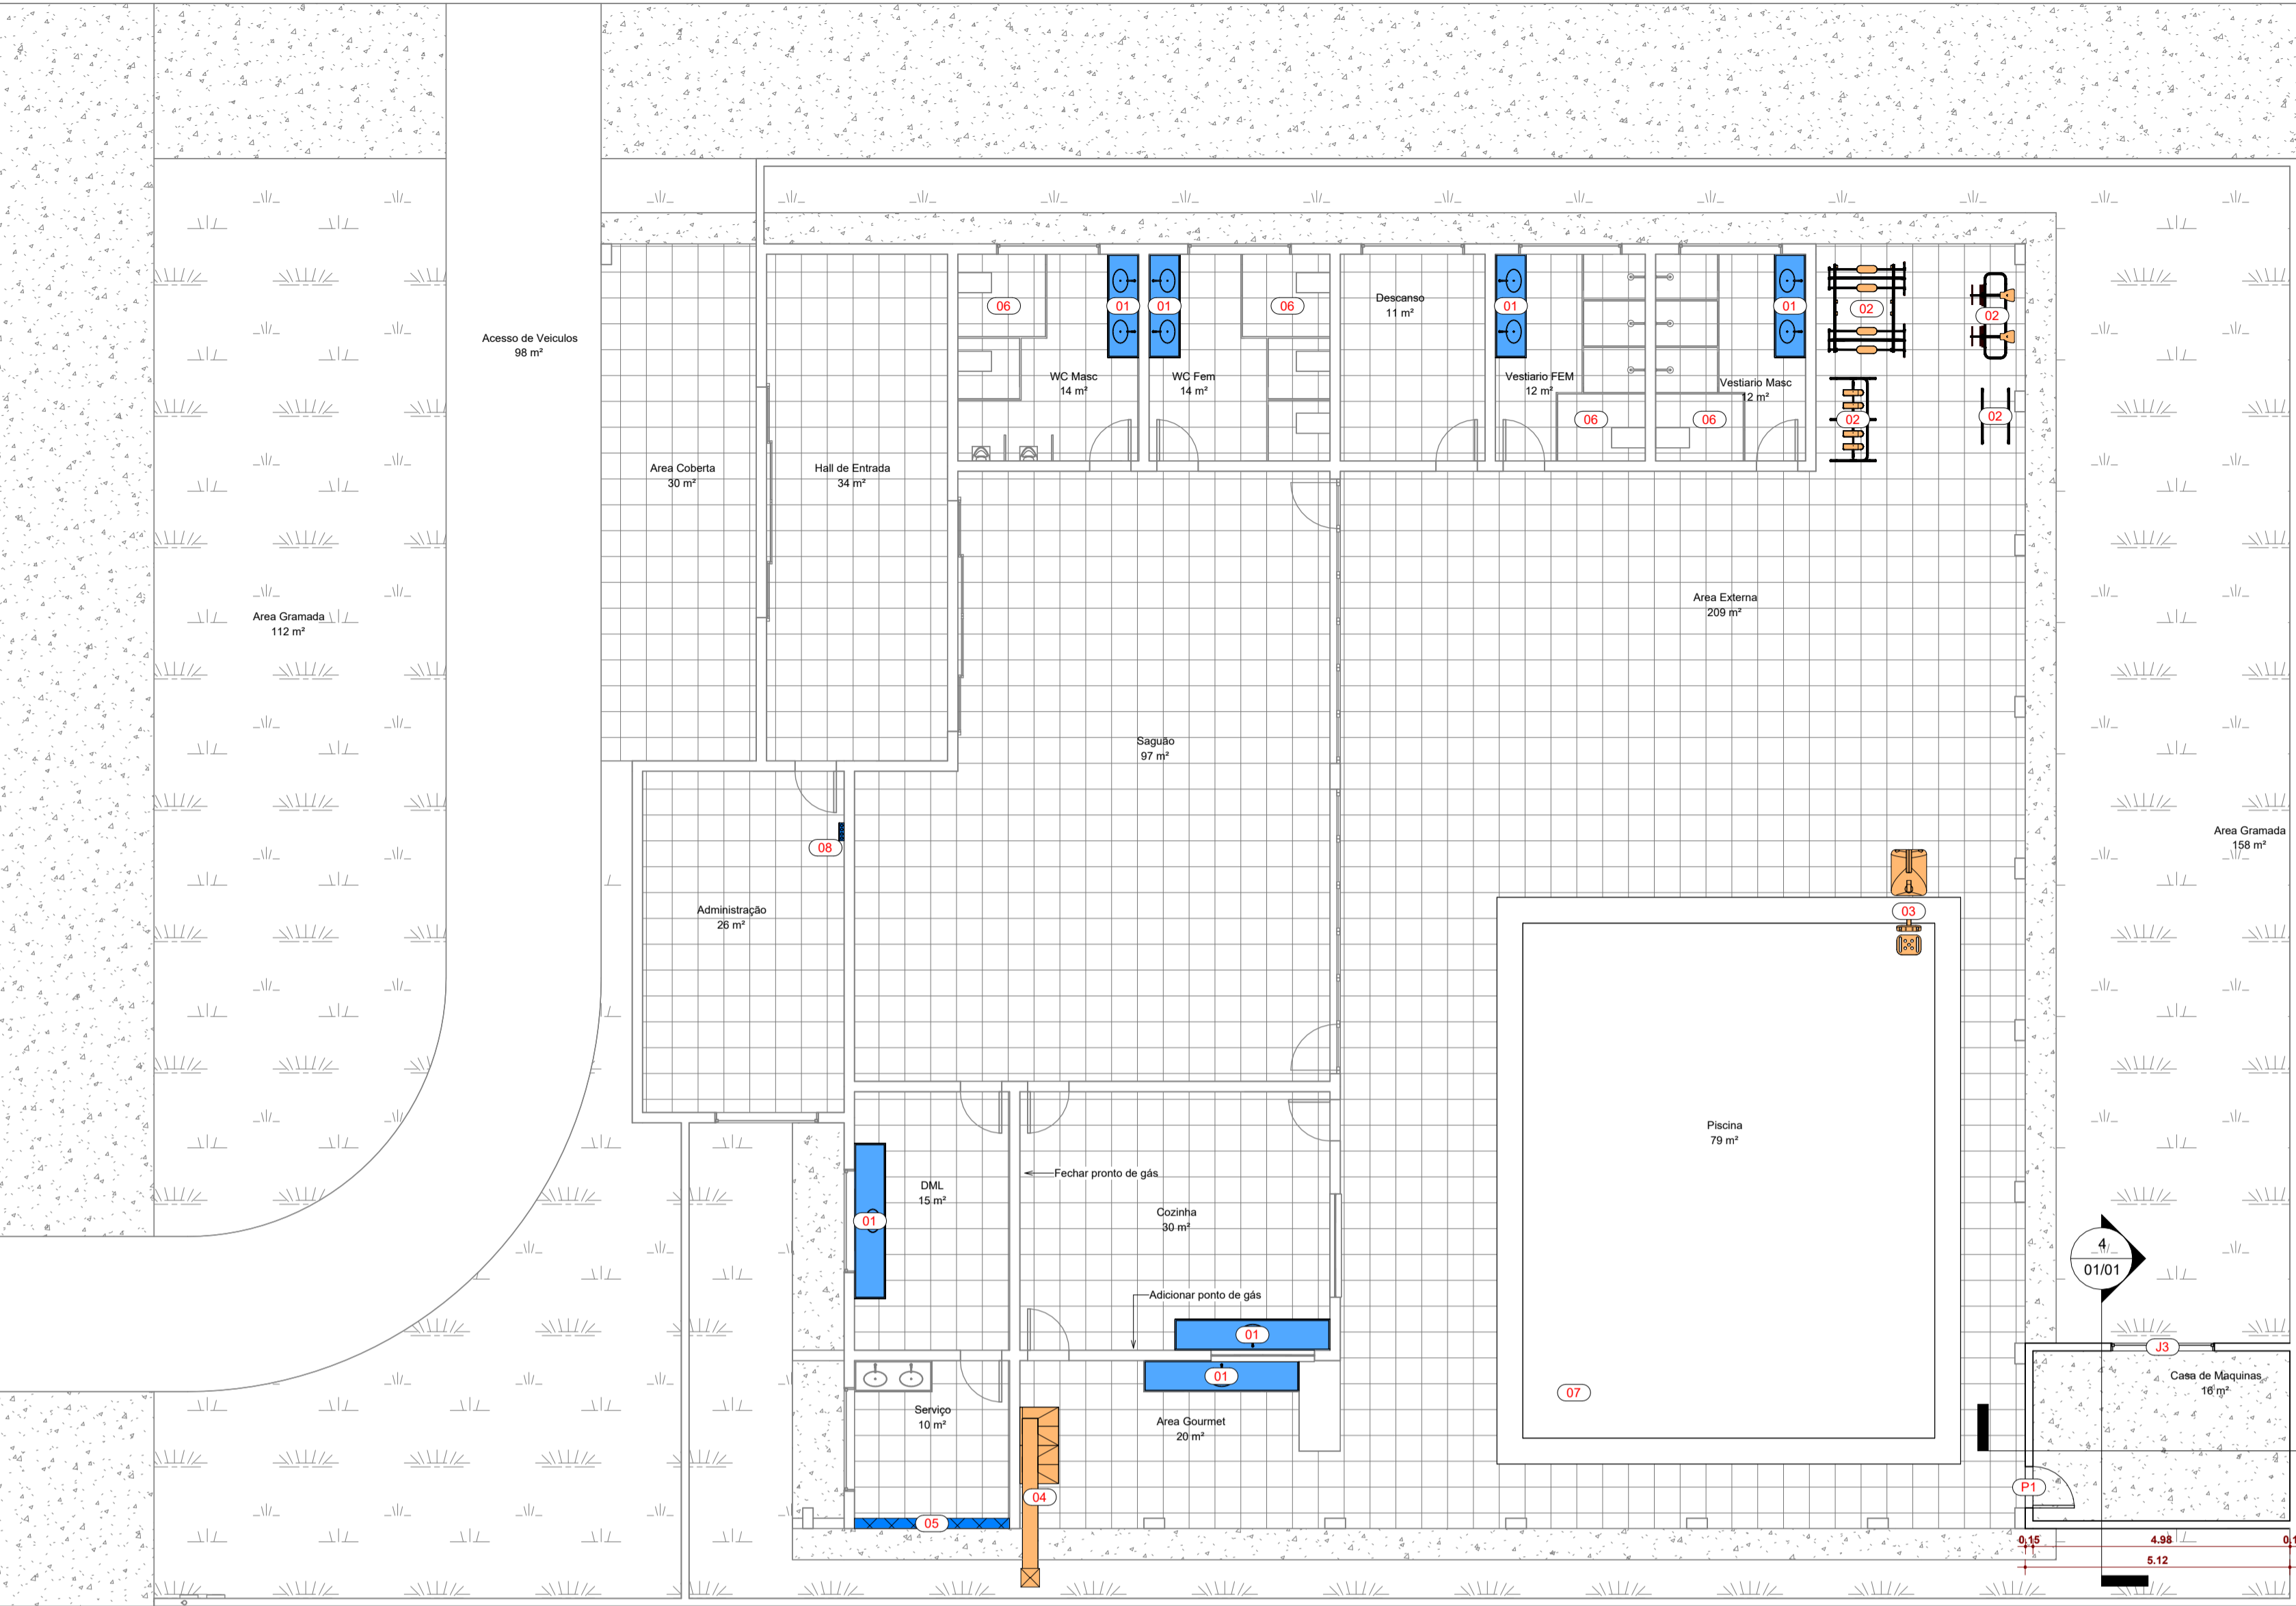 06
01
01
06
Descanso
11 m²
01
01
02
02
Acesso de Veiculos
98 m²
WC Masc
14 m²
WC Fem
14 m²
Vestiario FEM
12 m²
Vestiario Masc
12 m²
06
06
02
02
Area Coberta
30 m²
Hall de Entrada
34 m²
Area Gramada
112 m²
Area Externa
209 m²
Saguão
97 m²
Area Gramada
158 m²
08
Administração
26 m²
03
Piscina
79 m²
Fechar pronto de gás
DML
15 m²
01
Cozinha
30 m²
4
01/01
Adicionar ponto de gás
01
J3
01
Casa de Maquinas
16 m²
07
Serviço
10 m²
Area Gourmet
20 m²
04
P1
05
0.15
4.98
5.12